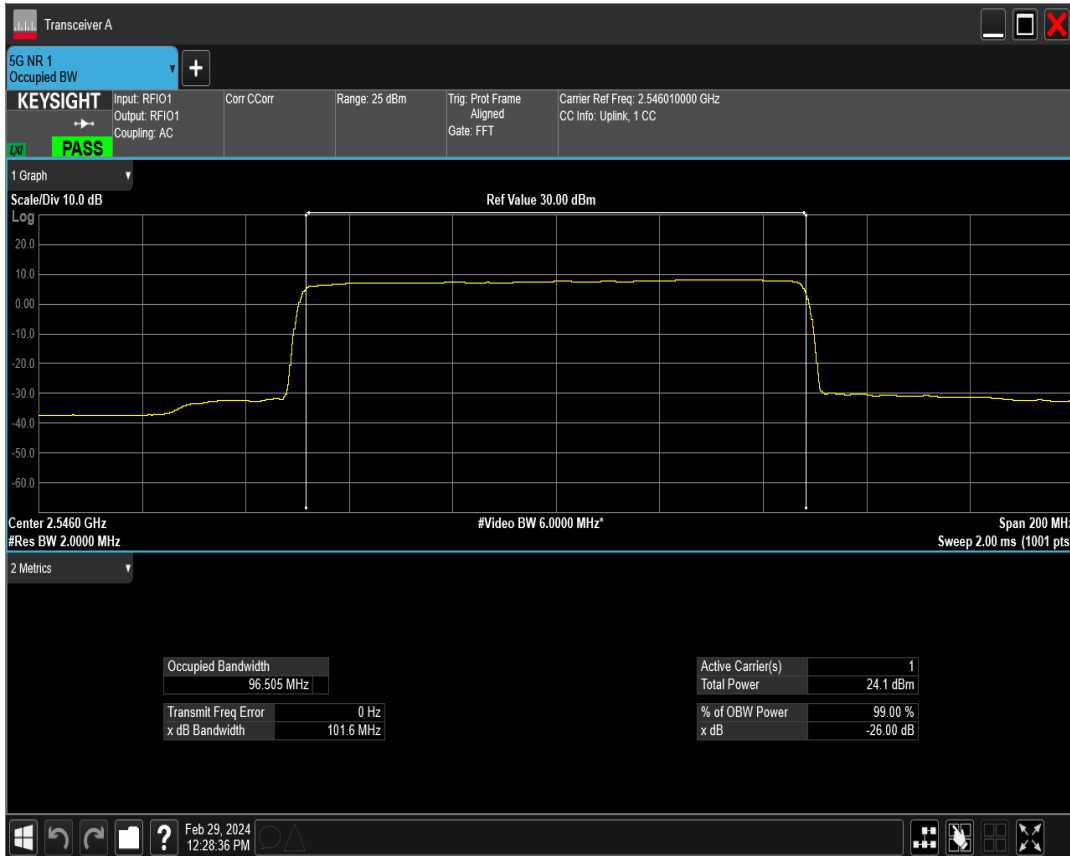 Transceiver A
5G NR 1
Occupied BW
KEYSIGHT
LXI
PASS
Input: RFIO1
Output: RFIO1
Coupling: AC
Corr CCorr
Range: 25 dBm
Trig: Prot Frame
Aligned
Gate: FFT
Carrier Ref Freq: 2.546010000 GHz
CC Info: Uplink, 1 CC
1 Graph
Scale/Div 10.0 dB
Ref Value 30.00 dBm
Log
20.0
10.0
0.00
-10.0
-20.0
-30.0
-40.0
-50.0
-60.0
Center 2.5460 GHz
#Video BW 6.0000 MHz*
Span 200 MHz
#Res BW 2.0000 MHz
Sweep 2.00 ms (1001 pts
2 Metrics
Occupied Bandwidth
96.505 MHz
Transmit Freq Error 0 Hz
x dB Bandwidth 101.6 MHz
Active Carrier(s) 1
Total Power 24.1 dBm
% of OBW Power 99.00 %
x dB -26.00 dB
?
Feb 29, 2024
12:28:36 PM